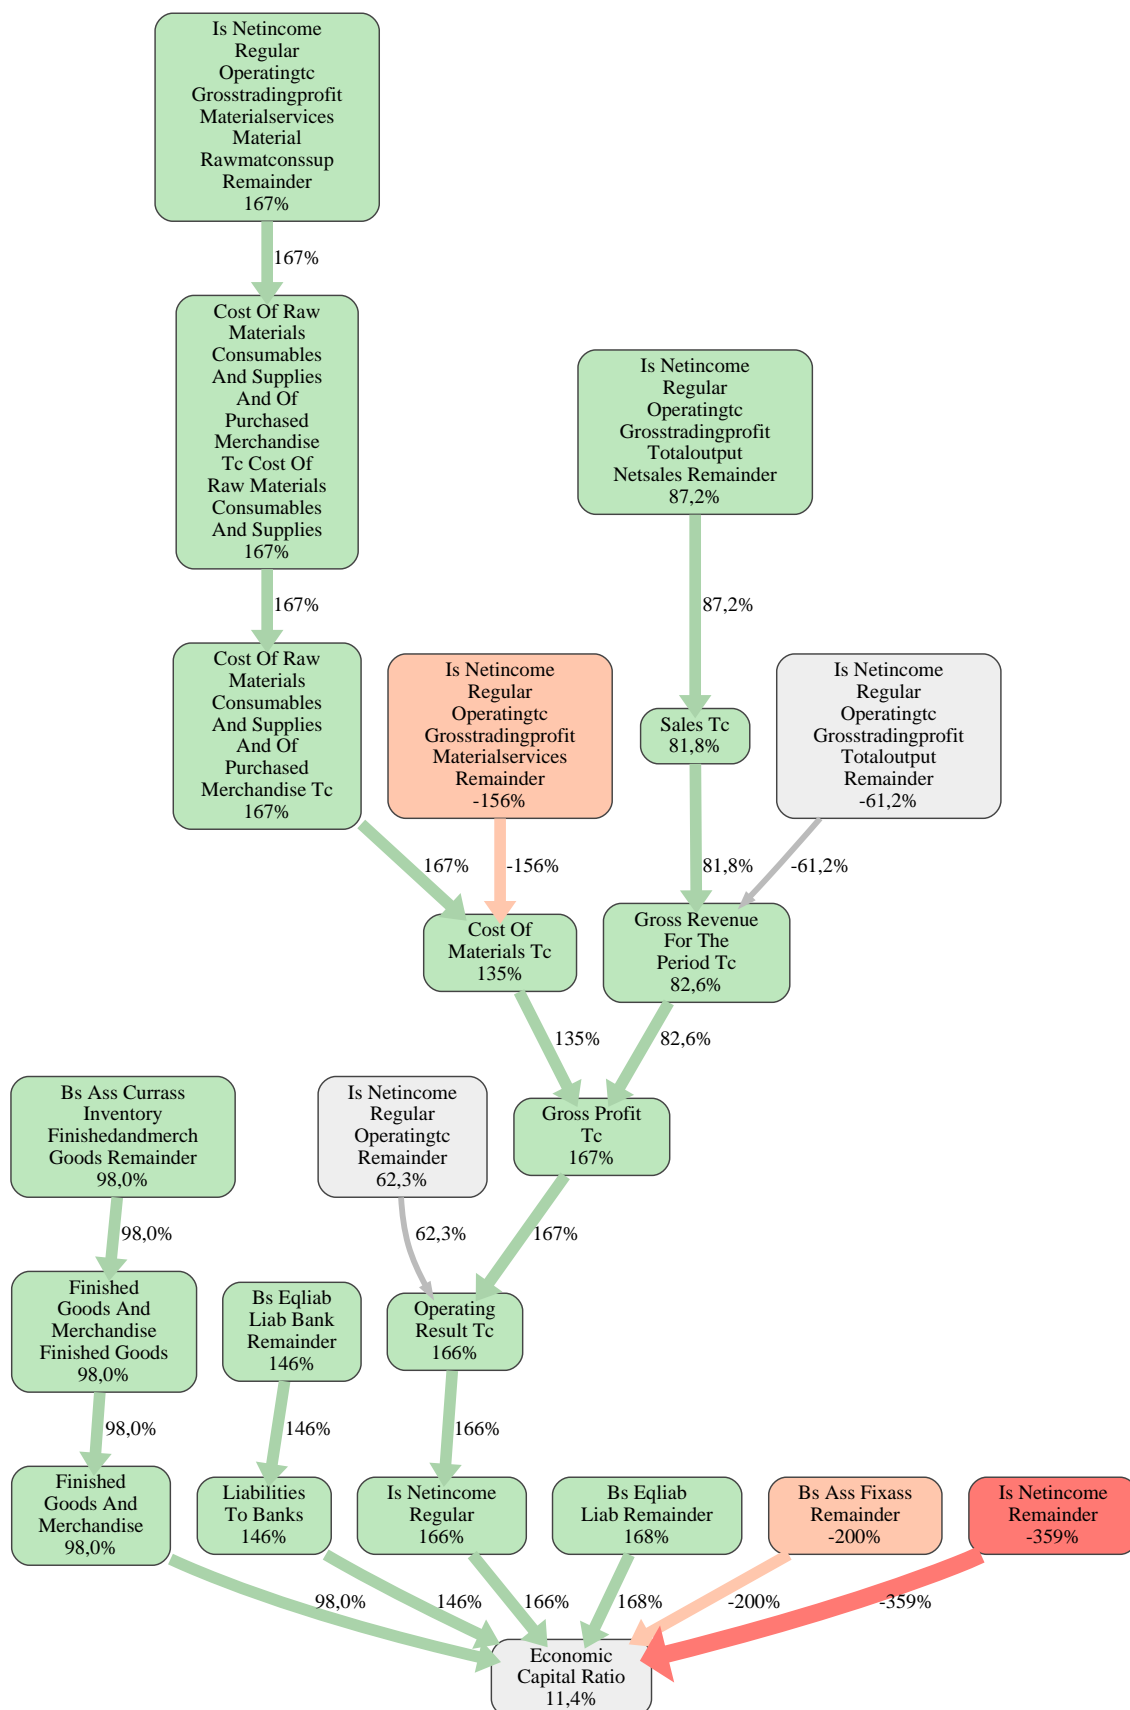 Is Netincome
Regular
Operatingtc
Grosstradingprofit
Materialservices
Material
Rawmatconssup
Remainder
167%
167%
Cost Of Raw
Materials
Consumables
And Supplies
And Of
Purchased
Merchandise
Tc Cost Of
Raw Materials
Consumables
And Supplies
167%
Is Netincome
Regular
Operatingtc
Grosstradingprofit
Totaloutput
Netsales Remainder
87,2%
167%
87,2%
Cost Of Raw
Materials
Consumables
And Supplies
And Of
Purchased
Merchandise Tc
167%
Is Netincome
Regular
Operatingtc
Grosstradingprofit
Materialservices
Remainder
-156%
Sales Tc
81,8%
Is Netincome
Regular
Operatingtc
Grosstradingprofit
Totaloutput
Remainder
-61,2%
167%
-156%
81,8%
-61,2%
Cost Of
Materials Tc
135%
Gross Revenue
For The
Period Tc
82,6%
135%
82,6%
Bs Ass Currass
Inventory
Finishedandmerch
Goods Remainder
98,0%
Is Netincome
Regular
Operatingtc
Remainder
62,3%
Gross Profit
Tc
167%
98,0%
62,3%
167%
Finished
Goods And
Merchandise
Finished Goods
98,0%
Bs Eqliab
Liab Bank
Remainder
146%
Operating
Result Tc
166%
98,0%
146%
166%
Finished
Goods And
Merchandise
98,0%
Liabilities
To Banks
146%
Is Netincome
Regular
166%
Bs Eqliab
Liab Remainder
168%
Bs Ass Fixass
Remainder
-200%
Is Netincome
Remainder
-359%
98,0%
146%
166%
168%
-200%
-359%
Economic
Capital Ratio
11,4%